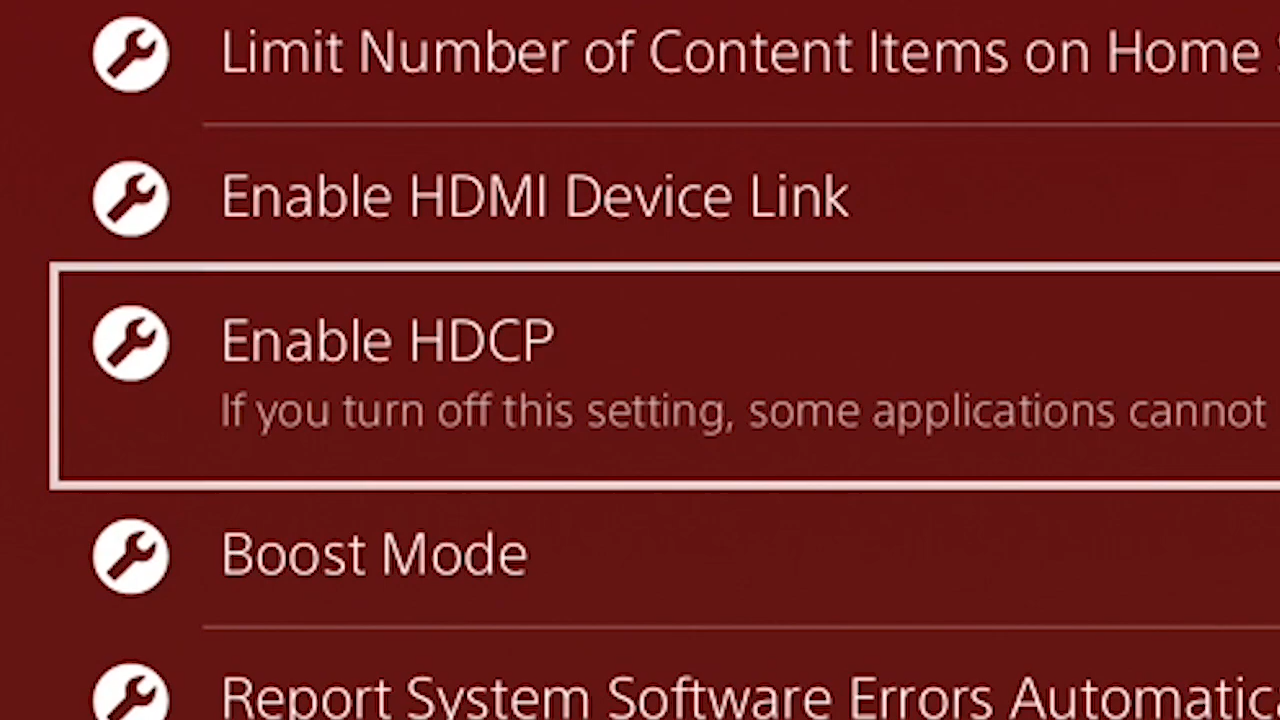 Limit Number of Content Items on Home
Enable HDMI Device Link
Enable HDCP
If you turn off this setting, some applications cannot
Boost Mode
Report System Software Errors Automatica